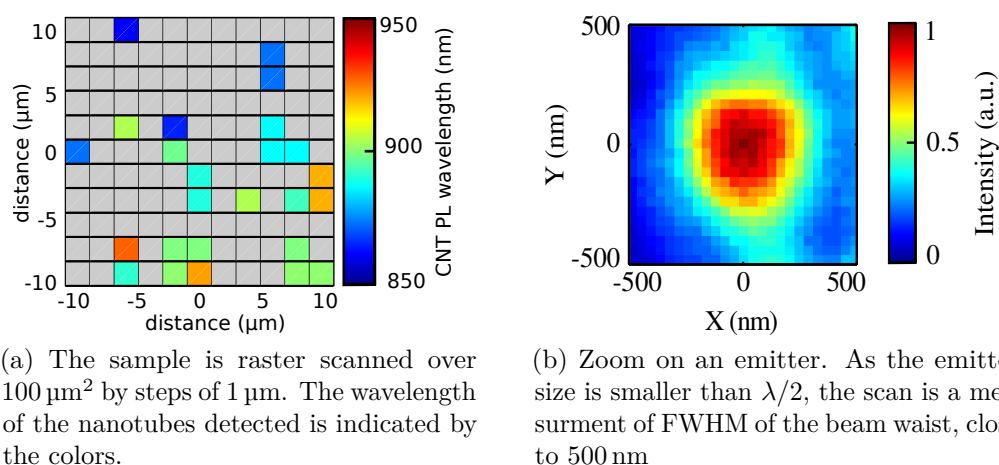 10
5
0
-5
-10
distance (µm)
-10
-5
0
5
10
distance (µm)
950
900
850
CNT PL wavelength (nm)
500
0
-500
Y (nm)
-500
0
500
X (nm)
1
0.5
0
Intensity (a.u.)
(a) The sample is raster scanned over
100 µm² by steps of 1 µm. The wavelength
of the nanotubes detected is indicated by
the colors.
(b) Zoom on an emitter. As the emitte
size is smaller than λ/2, the scan is a me
surment of FWHM of the beam waist, clos
to 500 nm